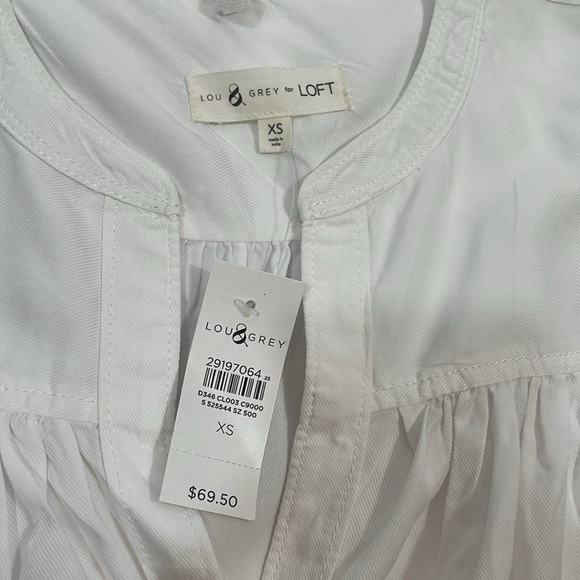 LOU & GREY for LOFT
XS
made in
india
LOU & GREY
29197064 25
D346 CL003 C9000
S 525544 SZ 500
XS
$69.50